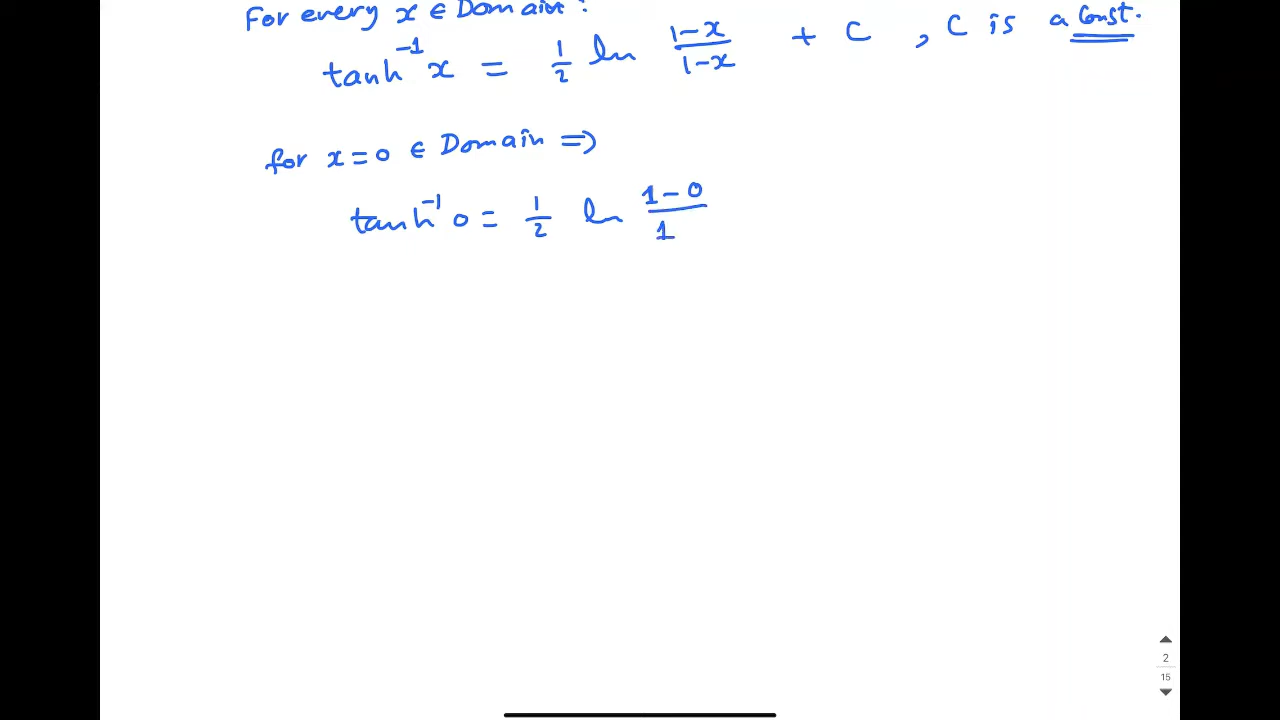 For every x ∈ Domain:
tanh⁻¹ x = 1/2 ln (1-x)/(1-x) + C , C is a Const.
for x=0 ∈ Domain ⇒
tanh⁻¹ 0 = 1/2 ln (1-0)/1
2
15